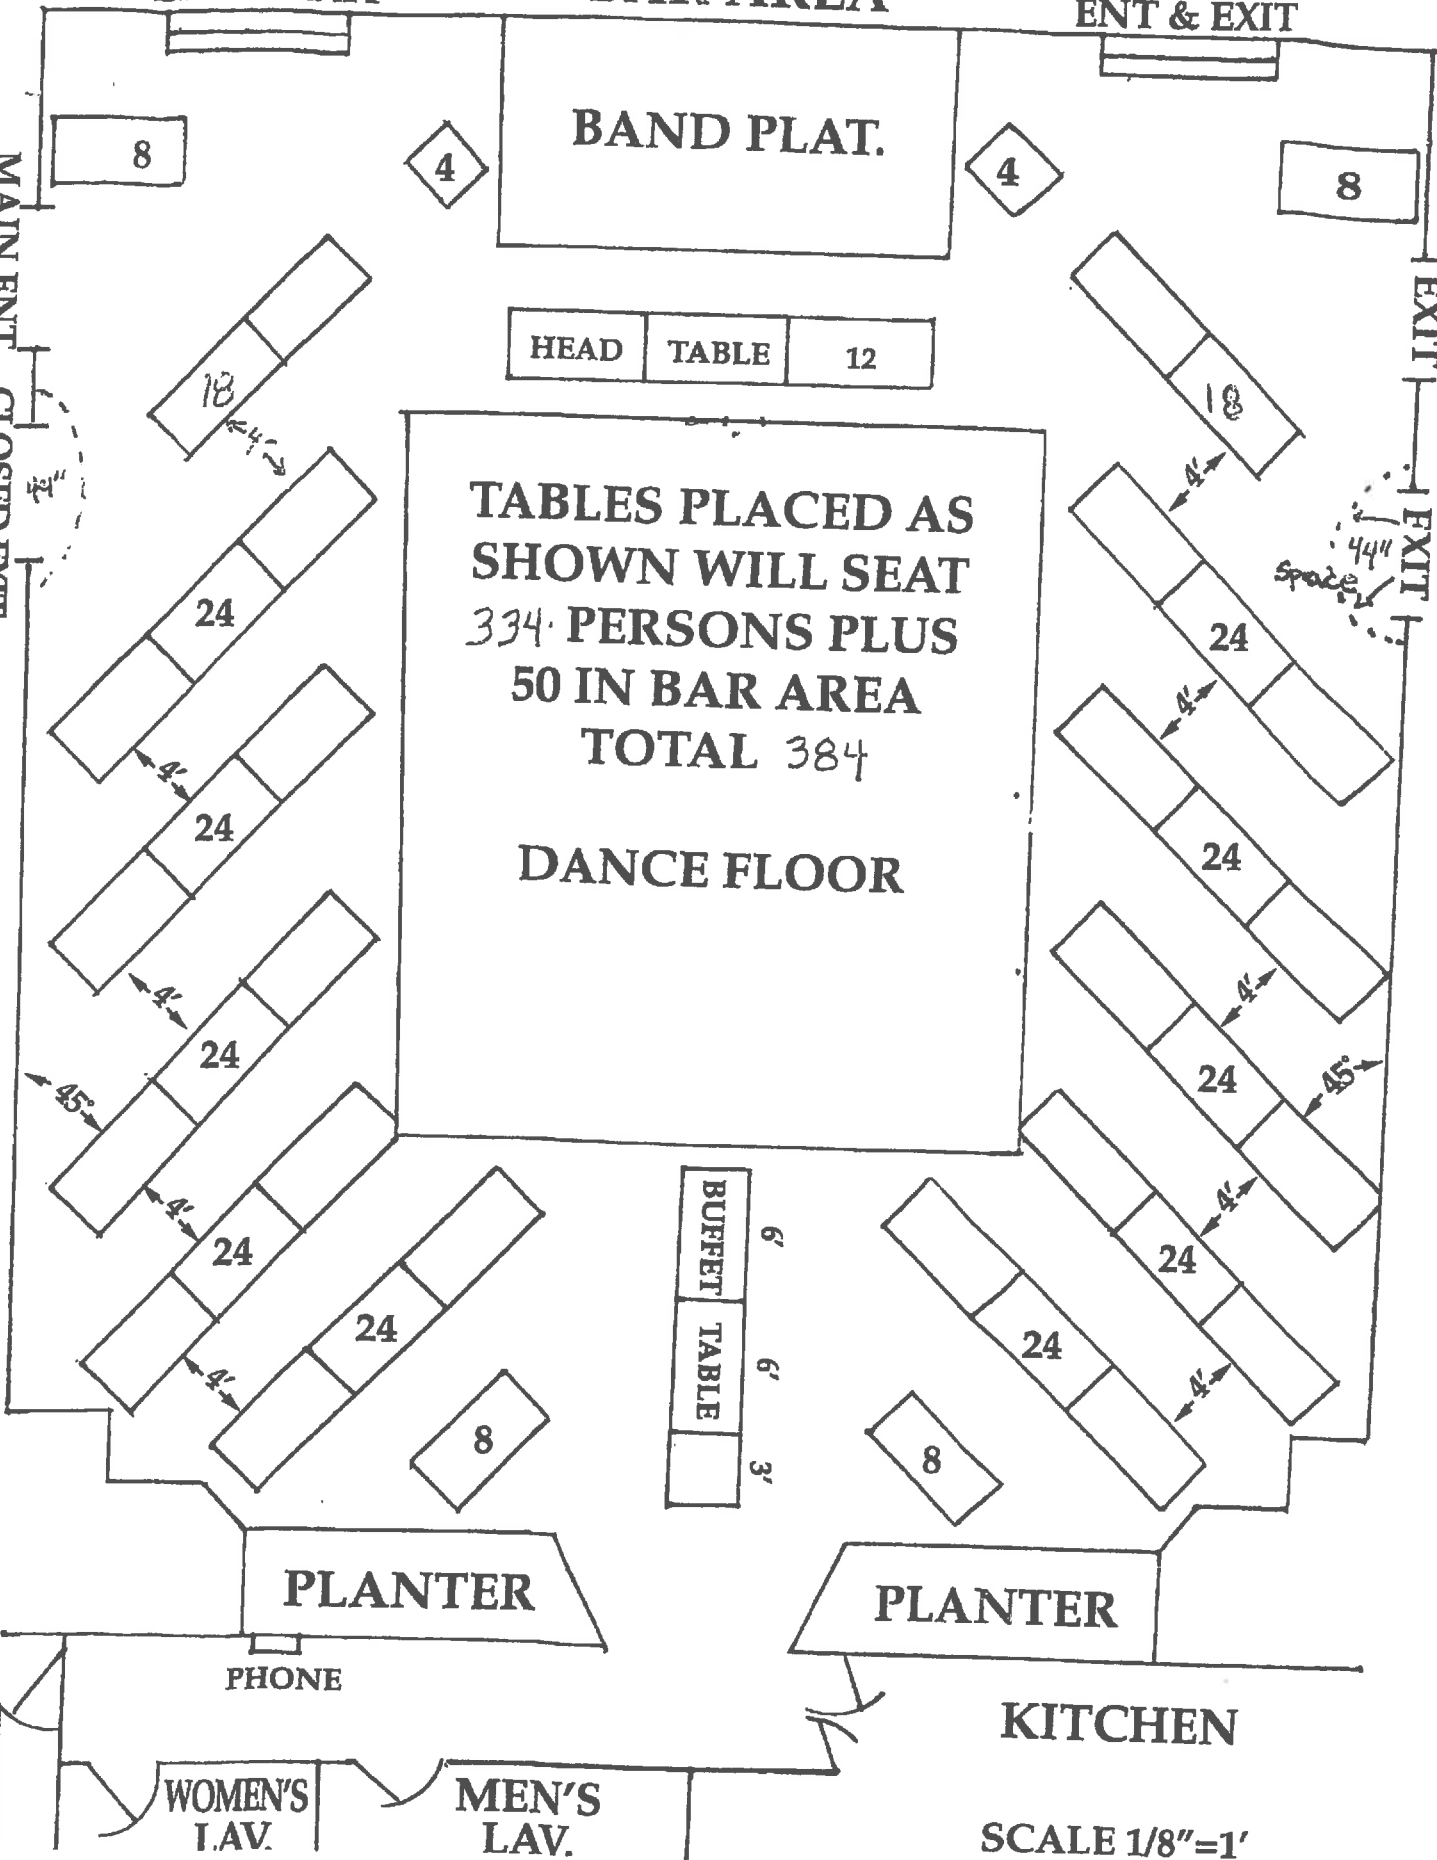 ENT & EXIT
BAND PLAT.
8
4
4
8
MAIN ENT
EXIT
HEAD TABLE 12
18
18
4'
4'
CLOSED EXIT
44"
EXIT
44"
Space
TABLES PLACED AS
SHOWN WILL SEAT
334 PERSONS PLUS
50 IN BAR AREA
TOTAL 384
DANCE FLOOR
24
24
4'
4'
24
24
4'
4'
24
24
45°
45°
4'
4'
24
24
4'
4'
24
24
8
8
BUFFET TABLE
6'
6'
3'
PLANTER
PLANTER
PHONE
KITCHEN
WOMEN'S
LAV.
MEN'S
LAV.
SCALE 1/8"=1'